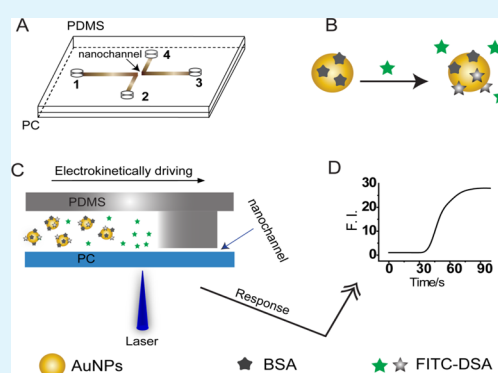 A
PDMS
nanochannel
4
1
3
2
PC
B
C
Electrokinetically driving
PDMS
PC
nanochannel
Laser
Response
D
F. I.
30
20
10
0
0 30 60 90
Time/s
AuNPs
BSA
FITC-DSA